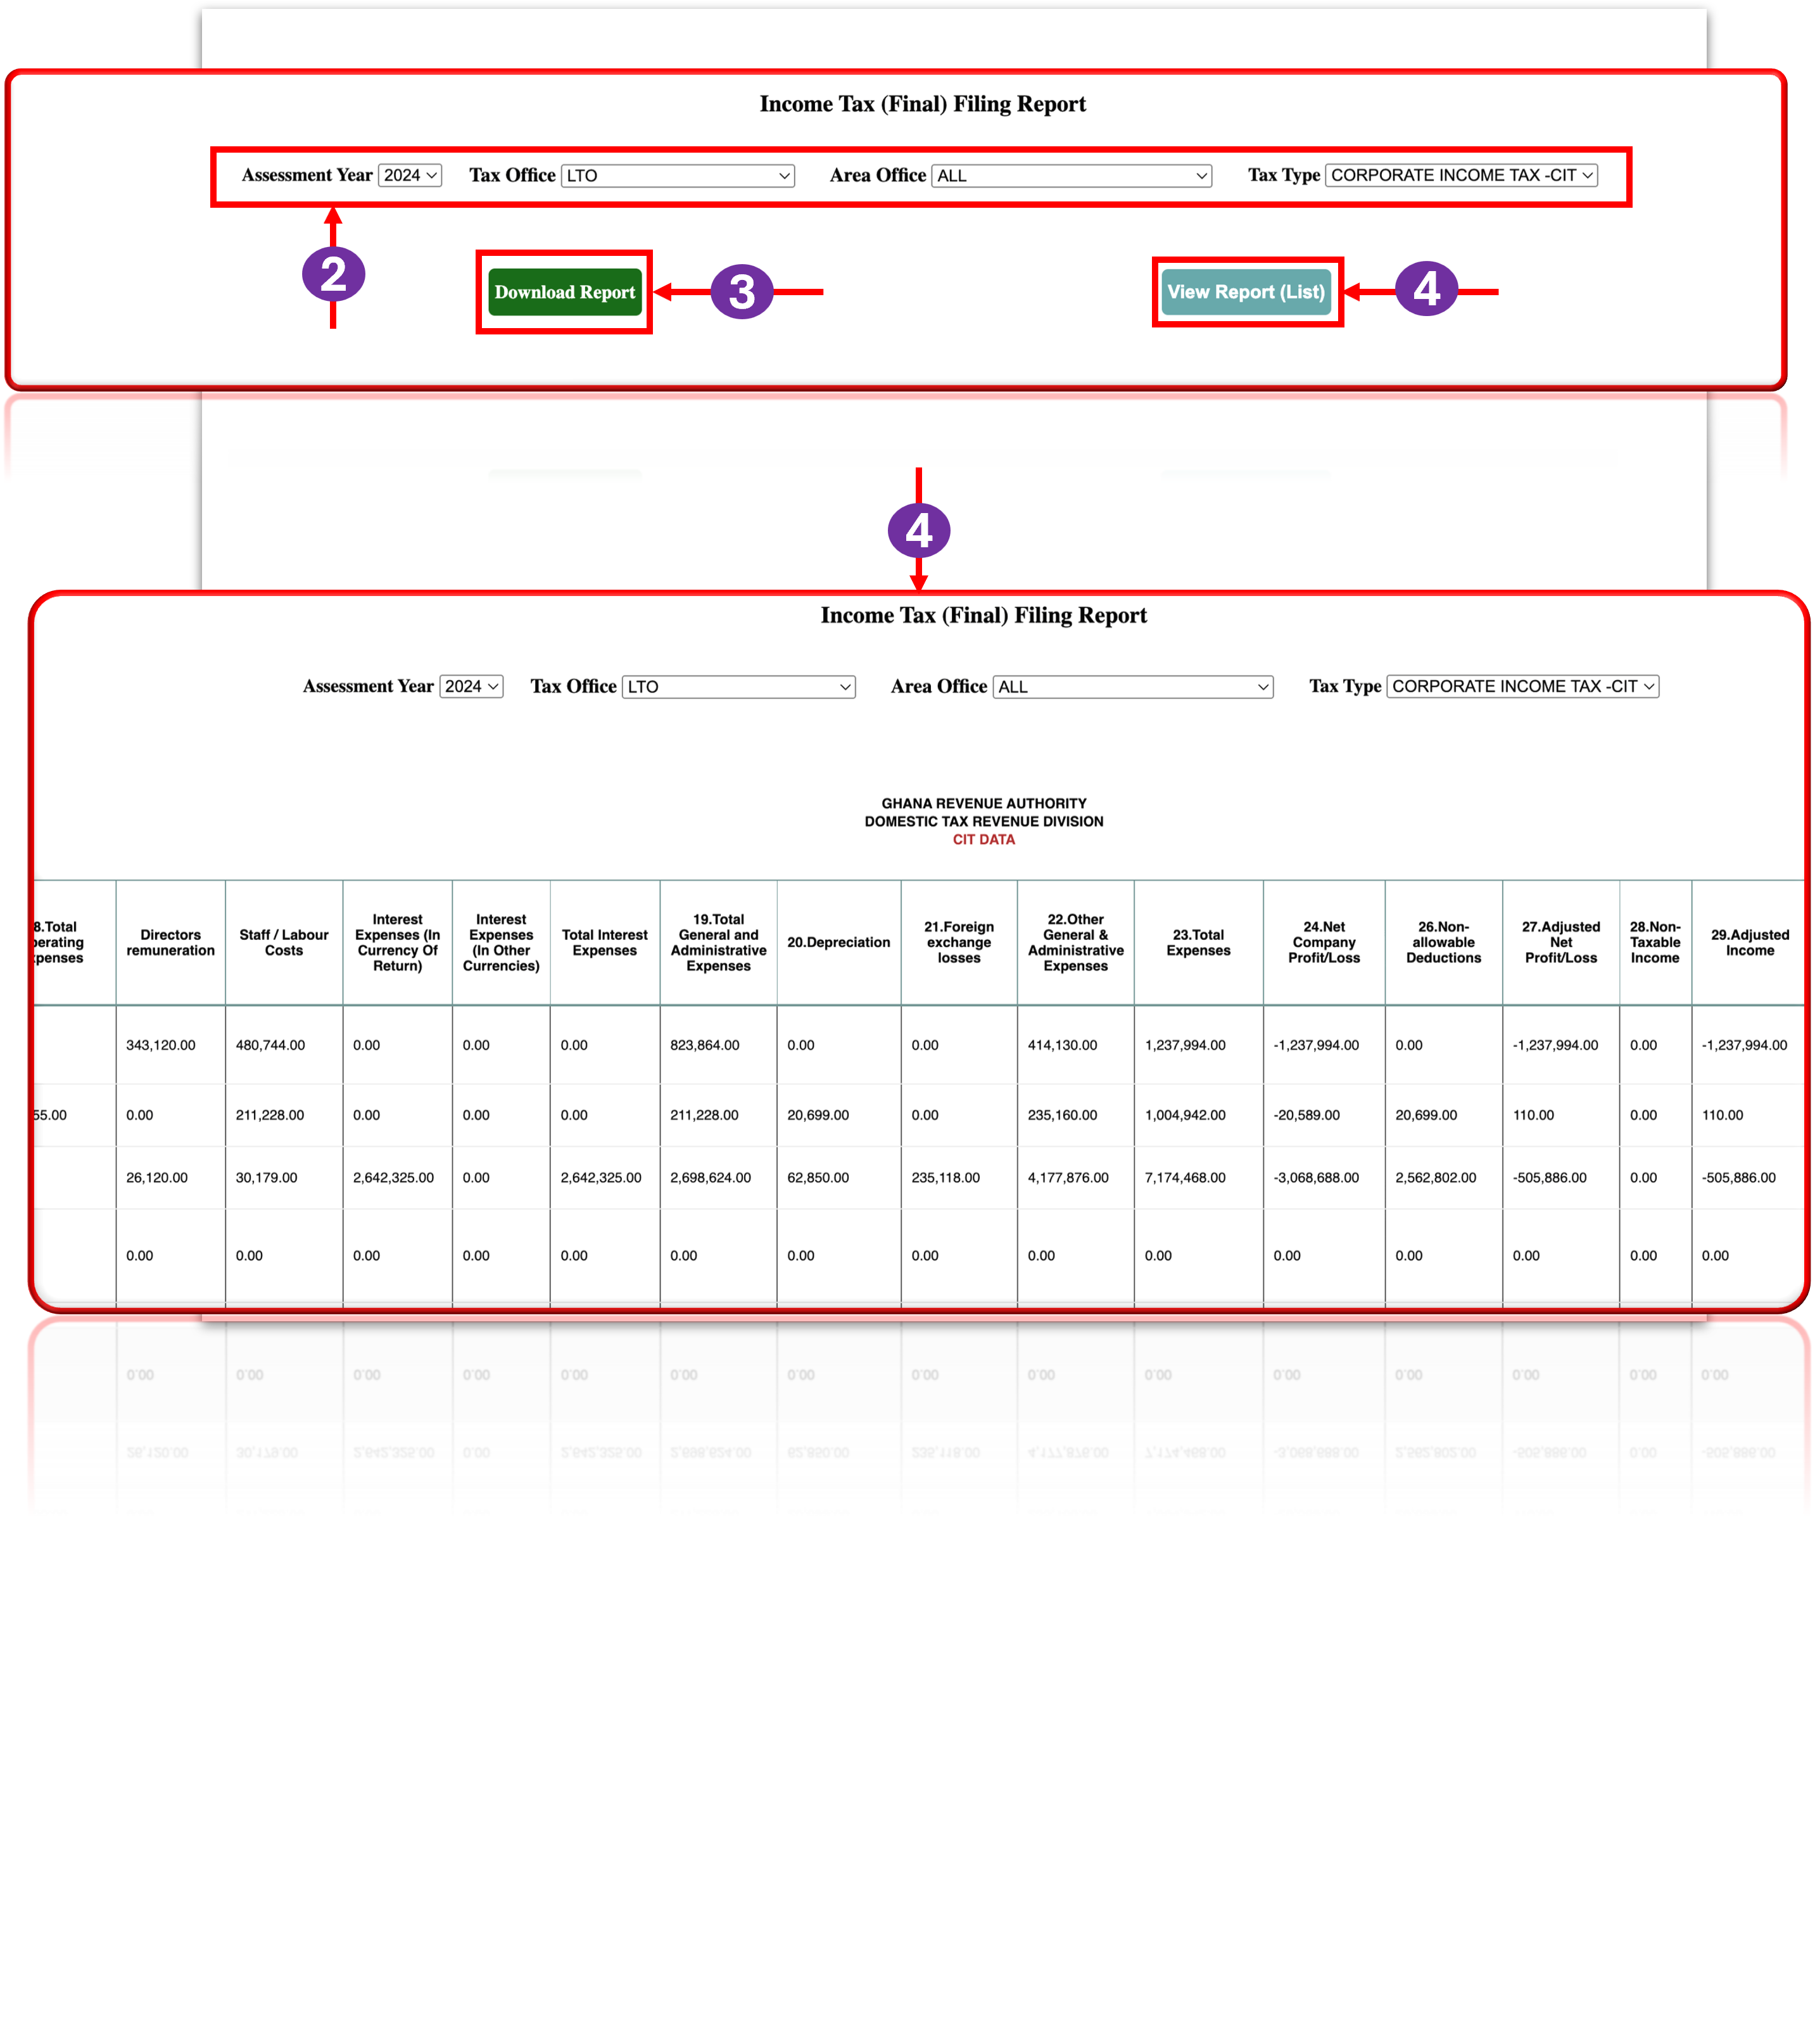 Income Tax (Final) Filing Report
Assessment Year 2024 Tax Office LTO Area Office ALL Tax Type CORPORATE INCOME TAX -CIT
2
Download Report 3 View Report (List) 4
4
Income Tax (Final) Filing Report
Assessment Year 2024 Tax Office LTO Area Office ALL Tax Type CORPORATE INCOME TAX -CIT
GHANA REVENUE AUTHORITY
DOMESTIC TAX REVENUE DIVISION
CIT DATA
8.Total
perating
xpenses
Directors
remuneration
Staff / Labour
Costs
Interest
Expenses (In
Currency Of
Return)
Interest
Expenses
(In Other
Currencies)
Total Interest
Expenses
19.Total
General and
Administrative
Expenses
20.Depreciation
21.Foreign
exchange
losses
22.Other
General &
Administrative
Expenses
23.Total
Expenses
24.Net
Company
Profit/Loss
26.Non-
allowable
Deductions
27.Adjusted
Net
Profit/Loss
28.Non-
Taxable
Income
29.Adjusted
Income
343,120.00 480,744.00 0.00 0.00 0.00 823,864.00 0.00 0.00 414,130.00 1,237,994.00 -1,237,994.00 0.00 -1,237,994.00 0.00 -1,237,994.00
55.00 0.00 211,228.00 0.00 0.00 0.00 211,228.00 20,699.00 0.00 235,160.00 1,004,942.00 -20,589.00 20,699.00 110.00 0.00 110.00
26,120.00 30,179.00 2,642,325.00 0.00 2,642,325.00 2,698,624.00 62,850.00 235,118.00 4,177,876.00 7,174,468.00 -3,068,688.00 2,562,802.00 -505,886.00 0.00 -505,886.00
0.00 0.00 0.00 0.00 0.00 0.00 0.00 0.00 0.00 0.00 0.00 0.00 0.00 0.00 0.00